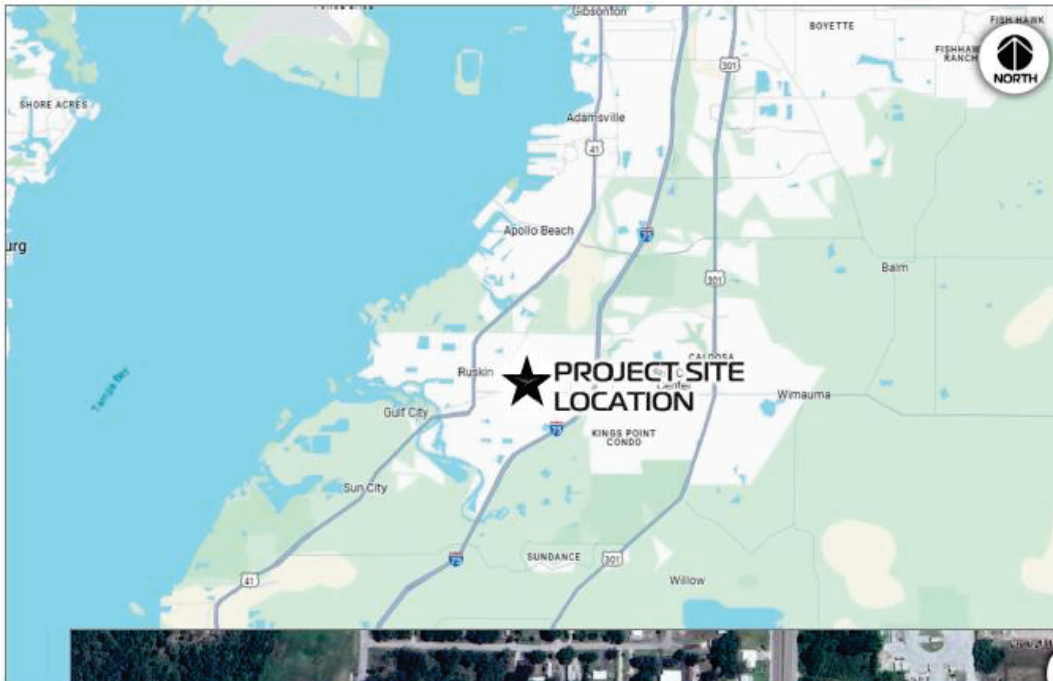 Gibsonton
BOYETTE
FISH HAWK
FISHHAWK
RANCH
NORTH
301
SHORE ACRES
Adamsville
41
Apollo Beach
75
urg
Balm
301
CALOOSA
Ruskin
PROJECT SITE
LOCATION
Center
Wimauma
Gulf City
75
KINGS POINT
CONDO
Tampa Bay
Sun City
SUNDANCE
75
301
41
Willow